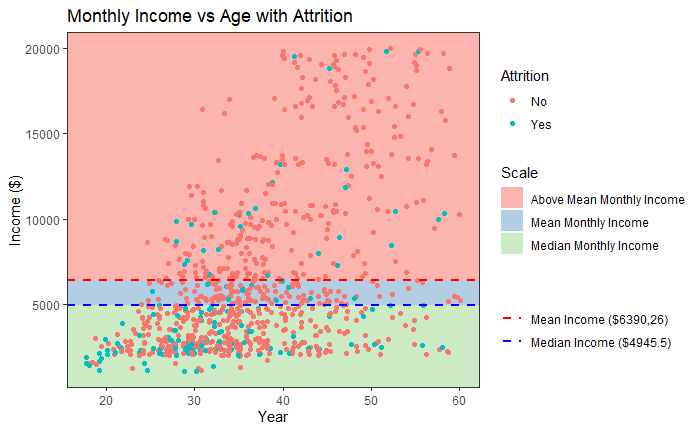 Monthly Income vs Age with Attrition
20000
15000
10000
5000
Income ($)
20
30
40
50
60
Year
Attrition
No
Yes
Scale
Above Mean Monthly Income
Mean Monthly Income
Median Monthly Income
Mean Income ($6390,26)
Median Income ($4945.5)